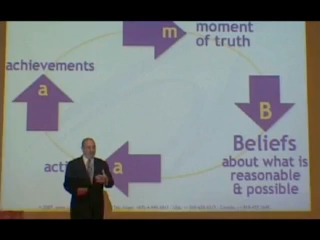 m
moment
of truth
achievements
a
B
Beliefs
about what is
reasonable
& possible
a